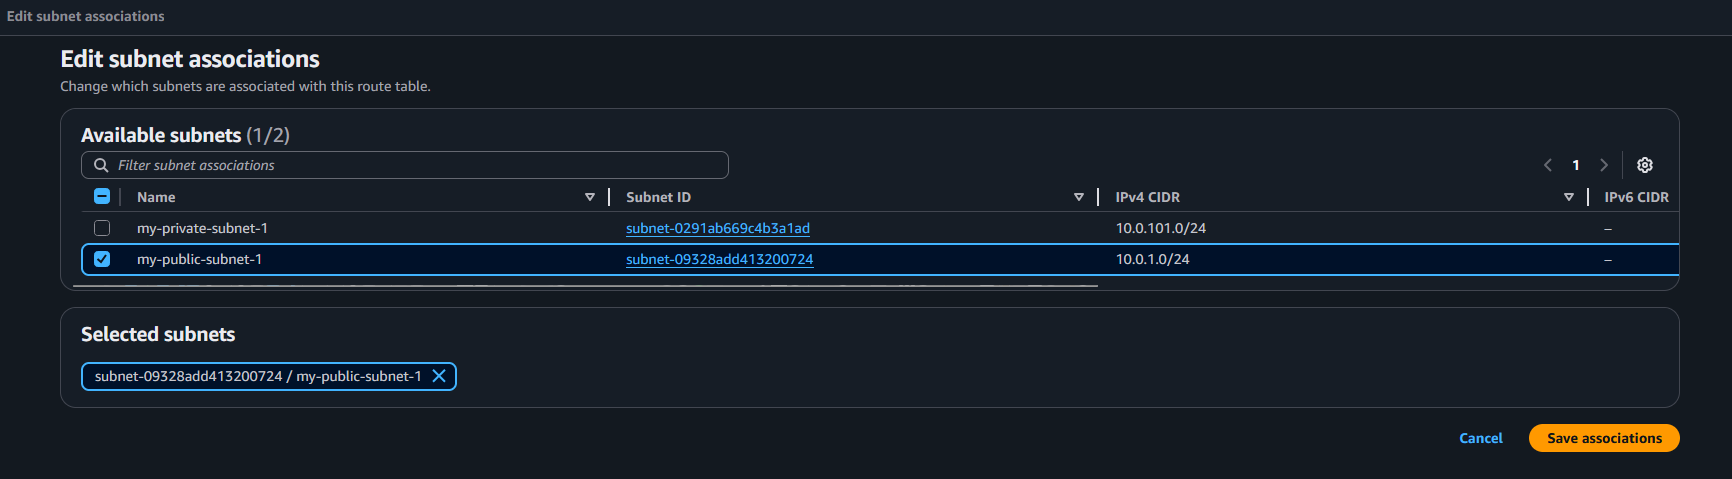 Edit subnet associations
Edit subnet associations
Change which subnets are associated with this route table.
Available subnets (1/2)
Filter subnet associations
1
Name Subnet ID IPv4 CIDR IPv6 CIDR
my-private-subnet-1 subnet-0291ab669c4b3a1ad 10.0.101.0/24 –
my-public-subnet-1 subnet-09328add413200724 10.0.1.0/24 –
Selected subnets
subnet-09328add413200724 / my-public-subnet-1
Cancel Save associations